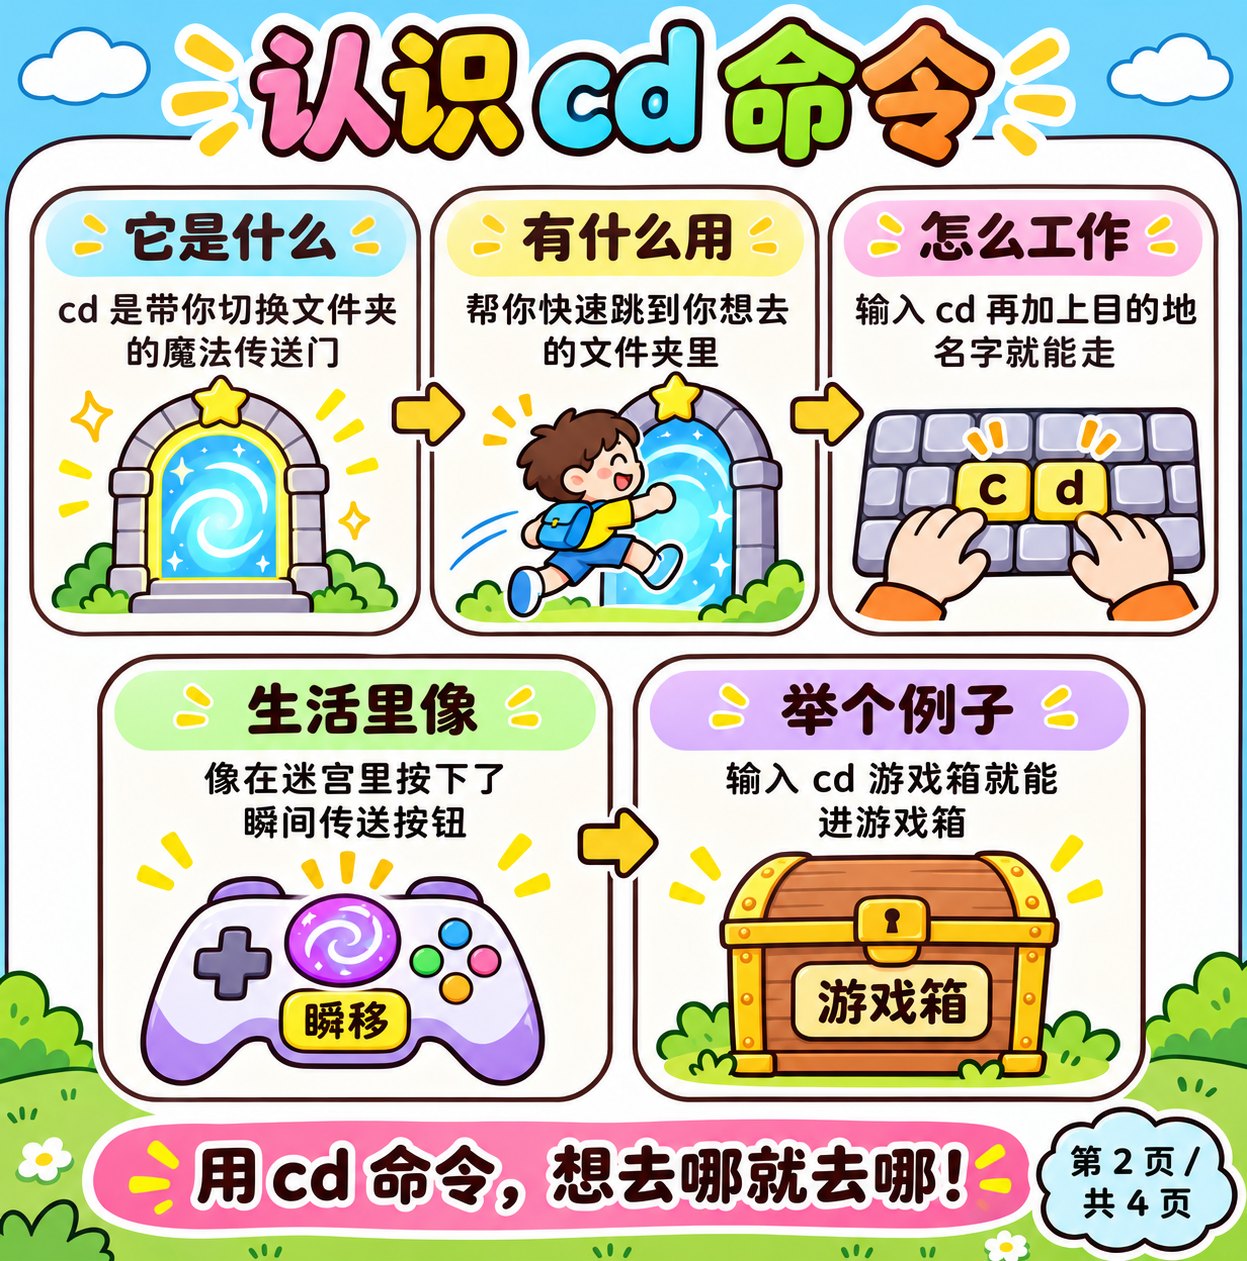 认识 cd 命令
它是什么
cd 是带你切换文件夹
的魔法传送门
有什么用
帮你快速跳到你想去
的文件夹里
怎么工作
输入 cd 再加上目的地
名字就能走
c d
生活里像
像在迷宫里按下了
瞬间传送按钮
瞬移
举个例子
输入 cd 游戏箱就能
进游戏箱
游戏箱
用 cd 命令，想去哪就去哪！
第 2 页 /
共 4 页